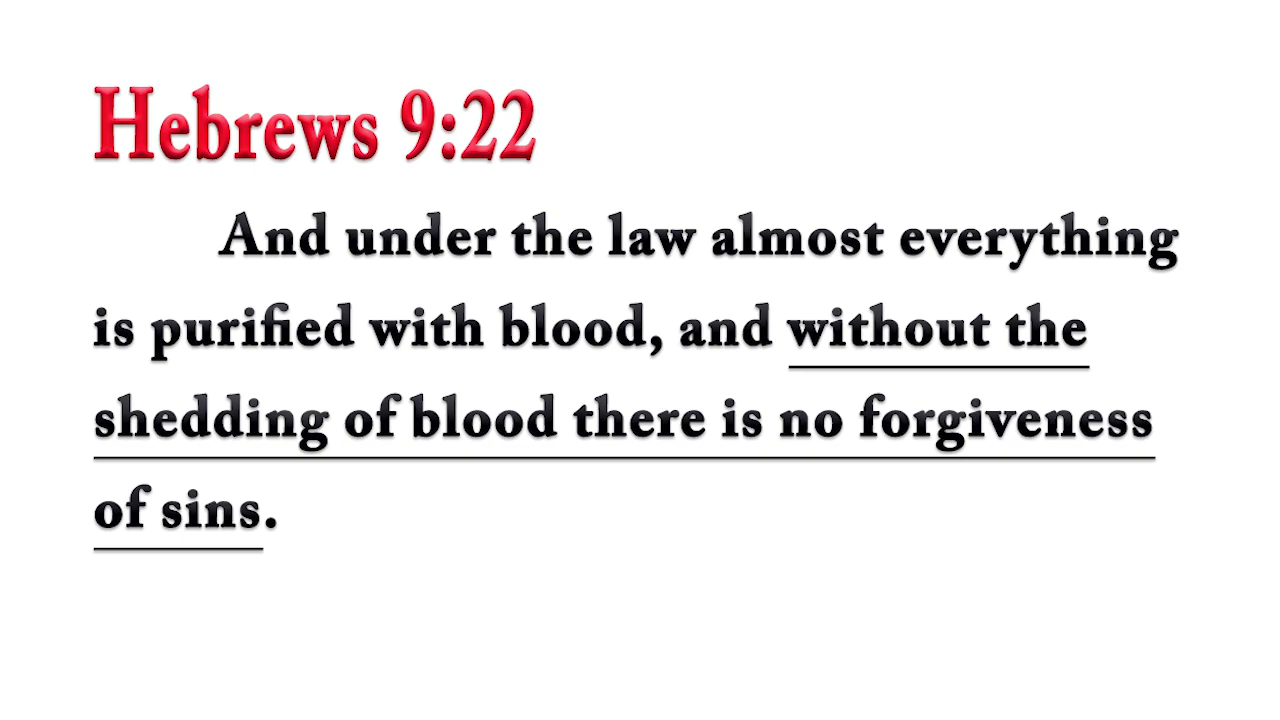 Hebrews 9:22
And under the law almost everything
is purified with blood, and without the
shedding of blood there is no forgiveness
of sins.